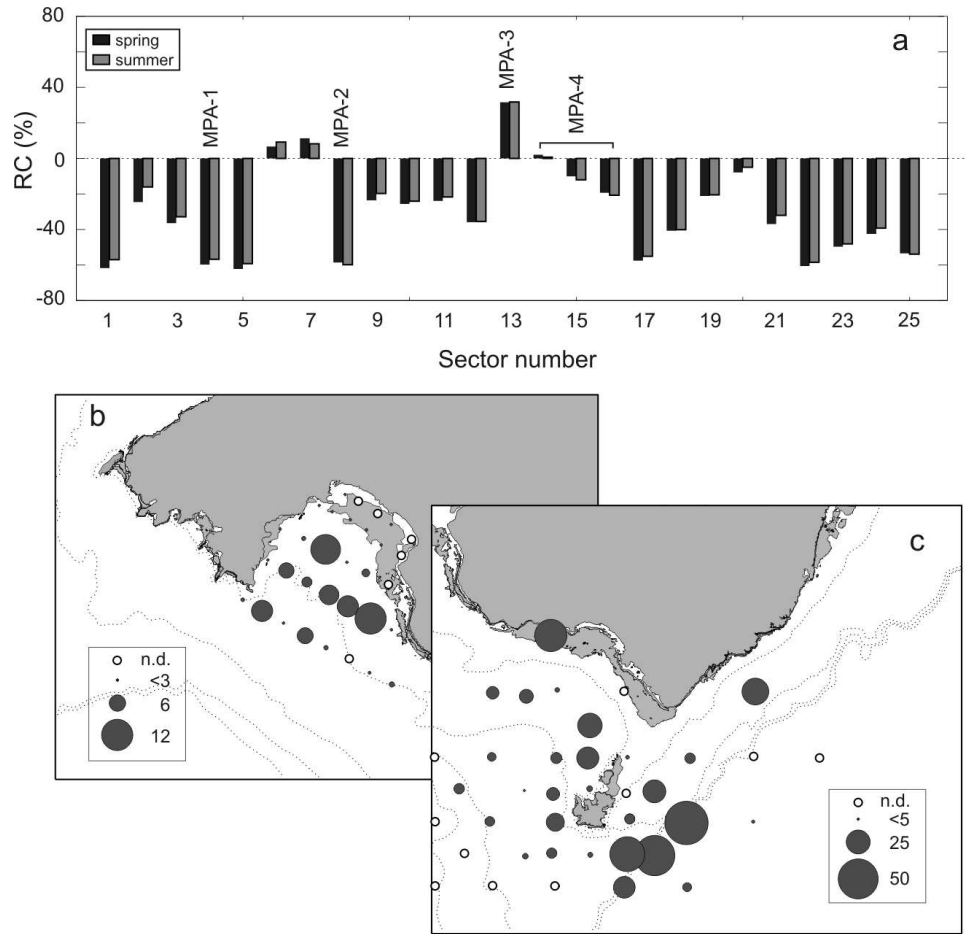 80
40
0
-40
-80
RC (%)
spring
summer
MPA-1
MPA-2
MPA-3
MPA-4
a
1 3 5 7 9 11 13 15 17 19 21 23 25
Sector number
b
n.d.
<3
6
12
c
n.d.
<5
25
50